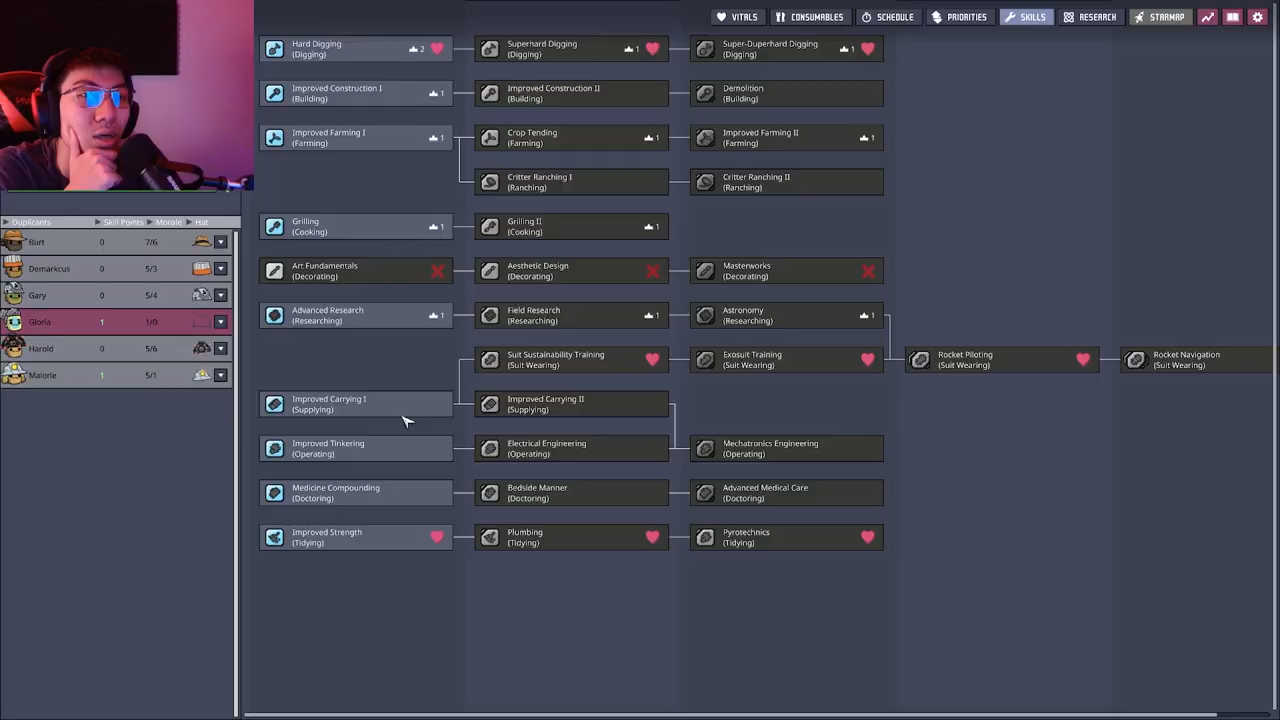 VITALS
CONSUMABLES
SCHEDULE
PRIORITIES
SKILLS
RESEARCH
STARMAP
Hard Digging
(Digging)
2
Superhard Digging
(Digging)
1
Super-Duperhard Digging
(Digging)
1
Improved Construction I
(Building)
1
Improved Construction II
(Building)
Demolition
(Building)
Improved Farming I
(Farming)
1
Crop Tending
(Farming)
1
Improved Farming II
(Farming)
1
Critter Ranching I
(Ranching)
Critter Ranching II
(Ranching)
Grilling
(Cooking)
1
Grilling II
(Cooking)
1
Art Fundamentals
(Decorating)
Aesthetic Design
(Decorating)
Masterworks
(Decorating)
Advanced Research
(Researching)
1
Field Research
(Researching)
1
Astronomy
(Researching)
1
Suit Sustainability Training
(Suit Wearing)
Exosuit Training
(Suit Wearing)
Rocket Piloting
(Suit Wearing)
Rocket Navigation
(Suit Wearing)
Improved Carrying I
(Supplying)
Improved Carrying II
(Supplying)
Improved Tinkering
(Operating)
Electrical Engineering
(Operating)
Mechatronics Engineering
(Operating)
Medicine Compounding
(Doctoring)
Bedside Manner
(Doctoring)
Advanced Medical Care
(Doctoring)
Improved Strength
(Tidying)
Plumbing
(Tidying)
Pyrotechnics
(Tidying)
Duplicants Skill Points Morale Hat
Burt 0 7/6
Demarkcus 0 5/3
Gary 0 5/4
Gloria 1 1/0
Harold 0 5/6
Malorie 1 5/1